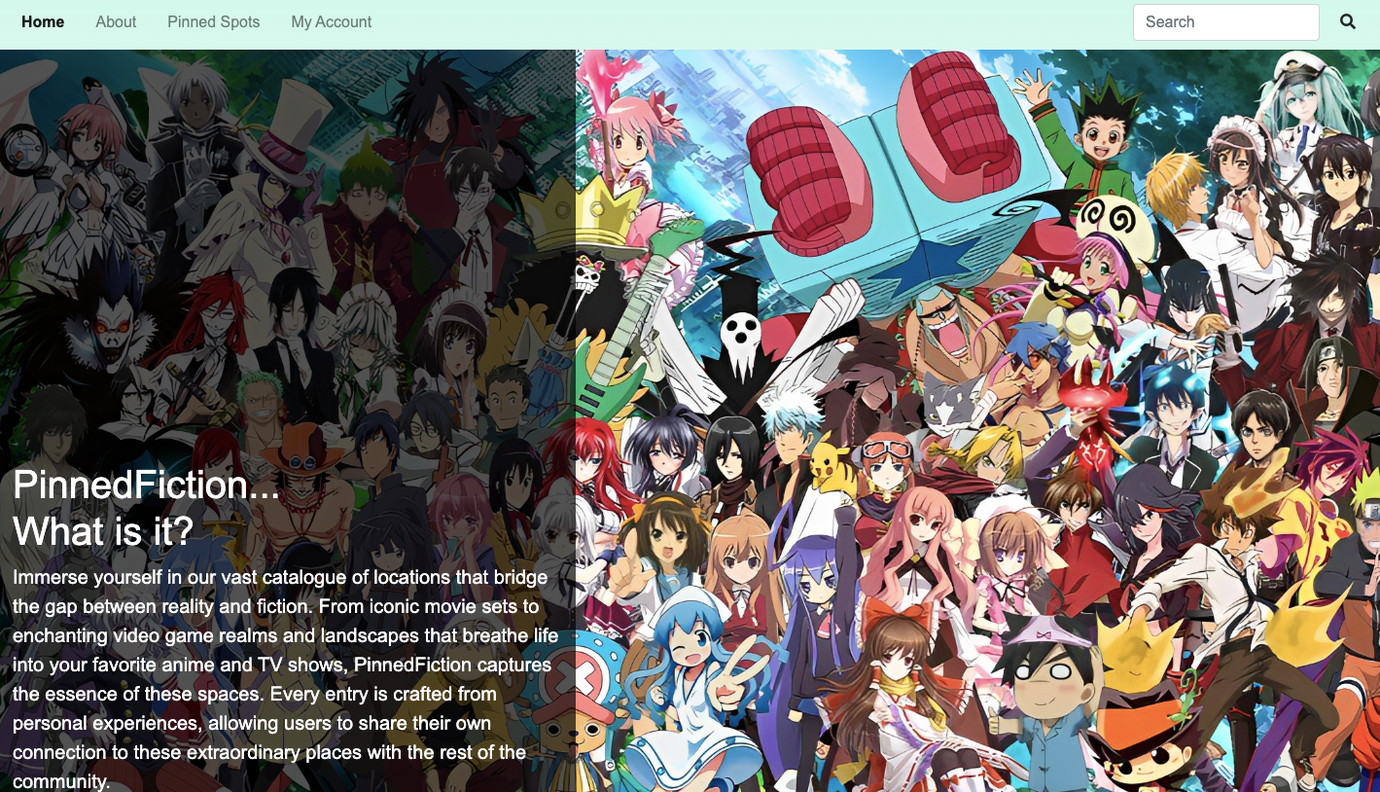 Home About Pinned Spots My Account Search
PinnedFiction...
What is it?
Immerse yourself in our vast catalogue of locations that bridge
the gap between reality and fiction. From iconic movie sets to
enchanting video game realms and landscapes that breathe life
into your favorite anime and TV shows, PinnedFiction captures
the essence of these spaces. Every entry is crafted from
personal experiences, allowing users to share their own
connection to these extraordinary places with the rest of the
community.